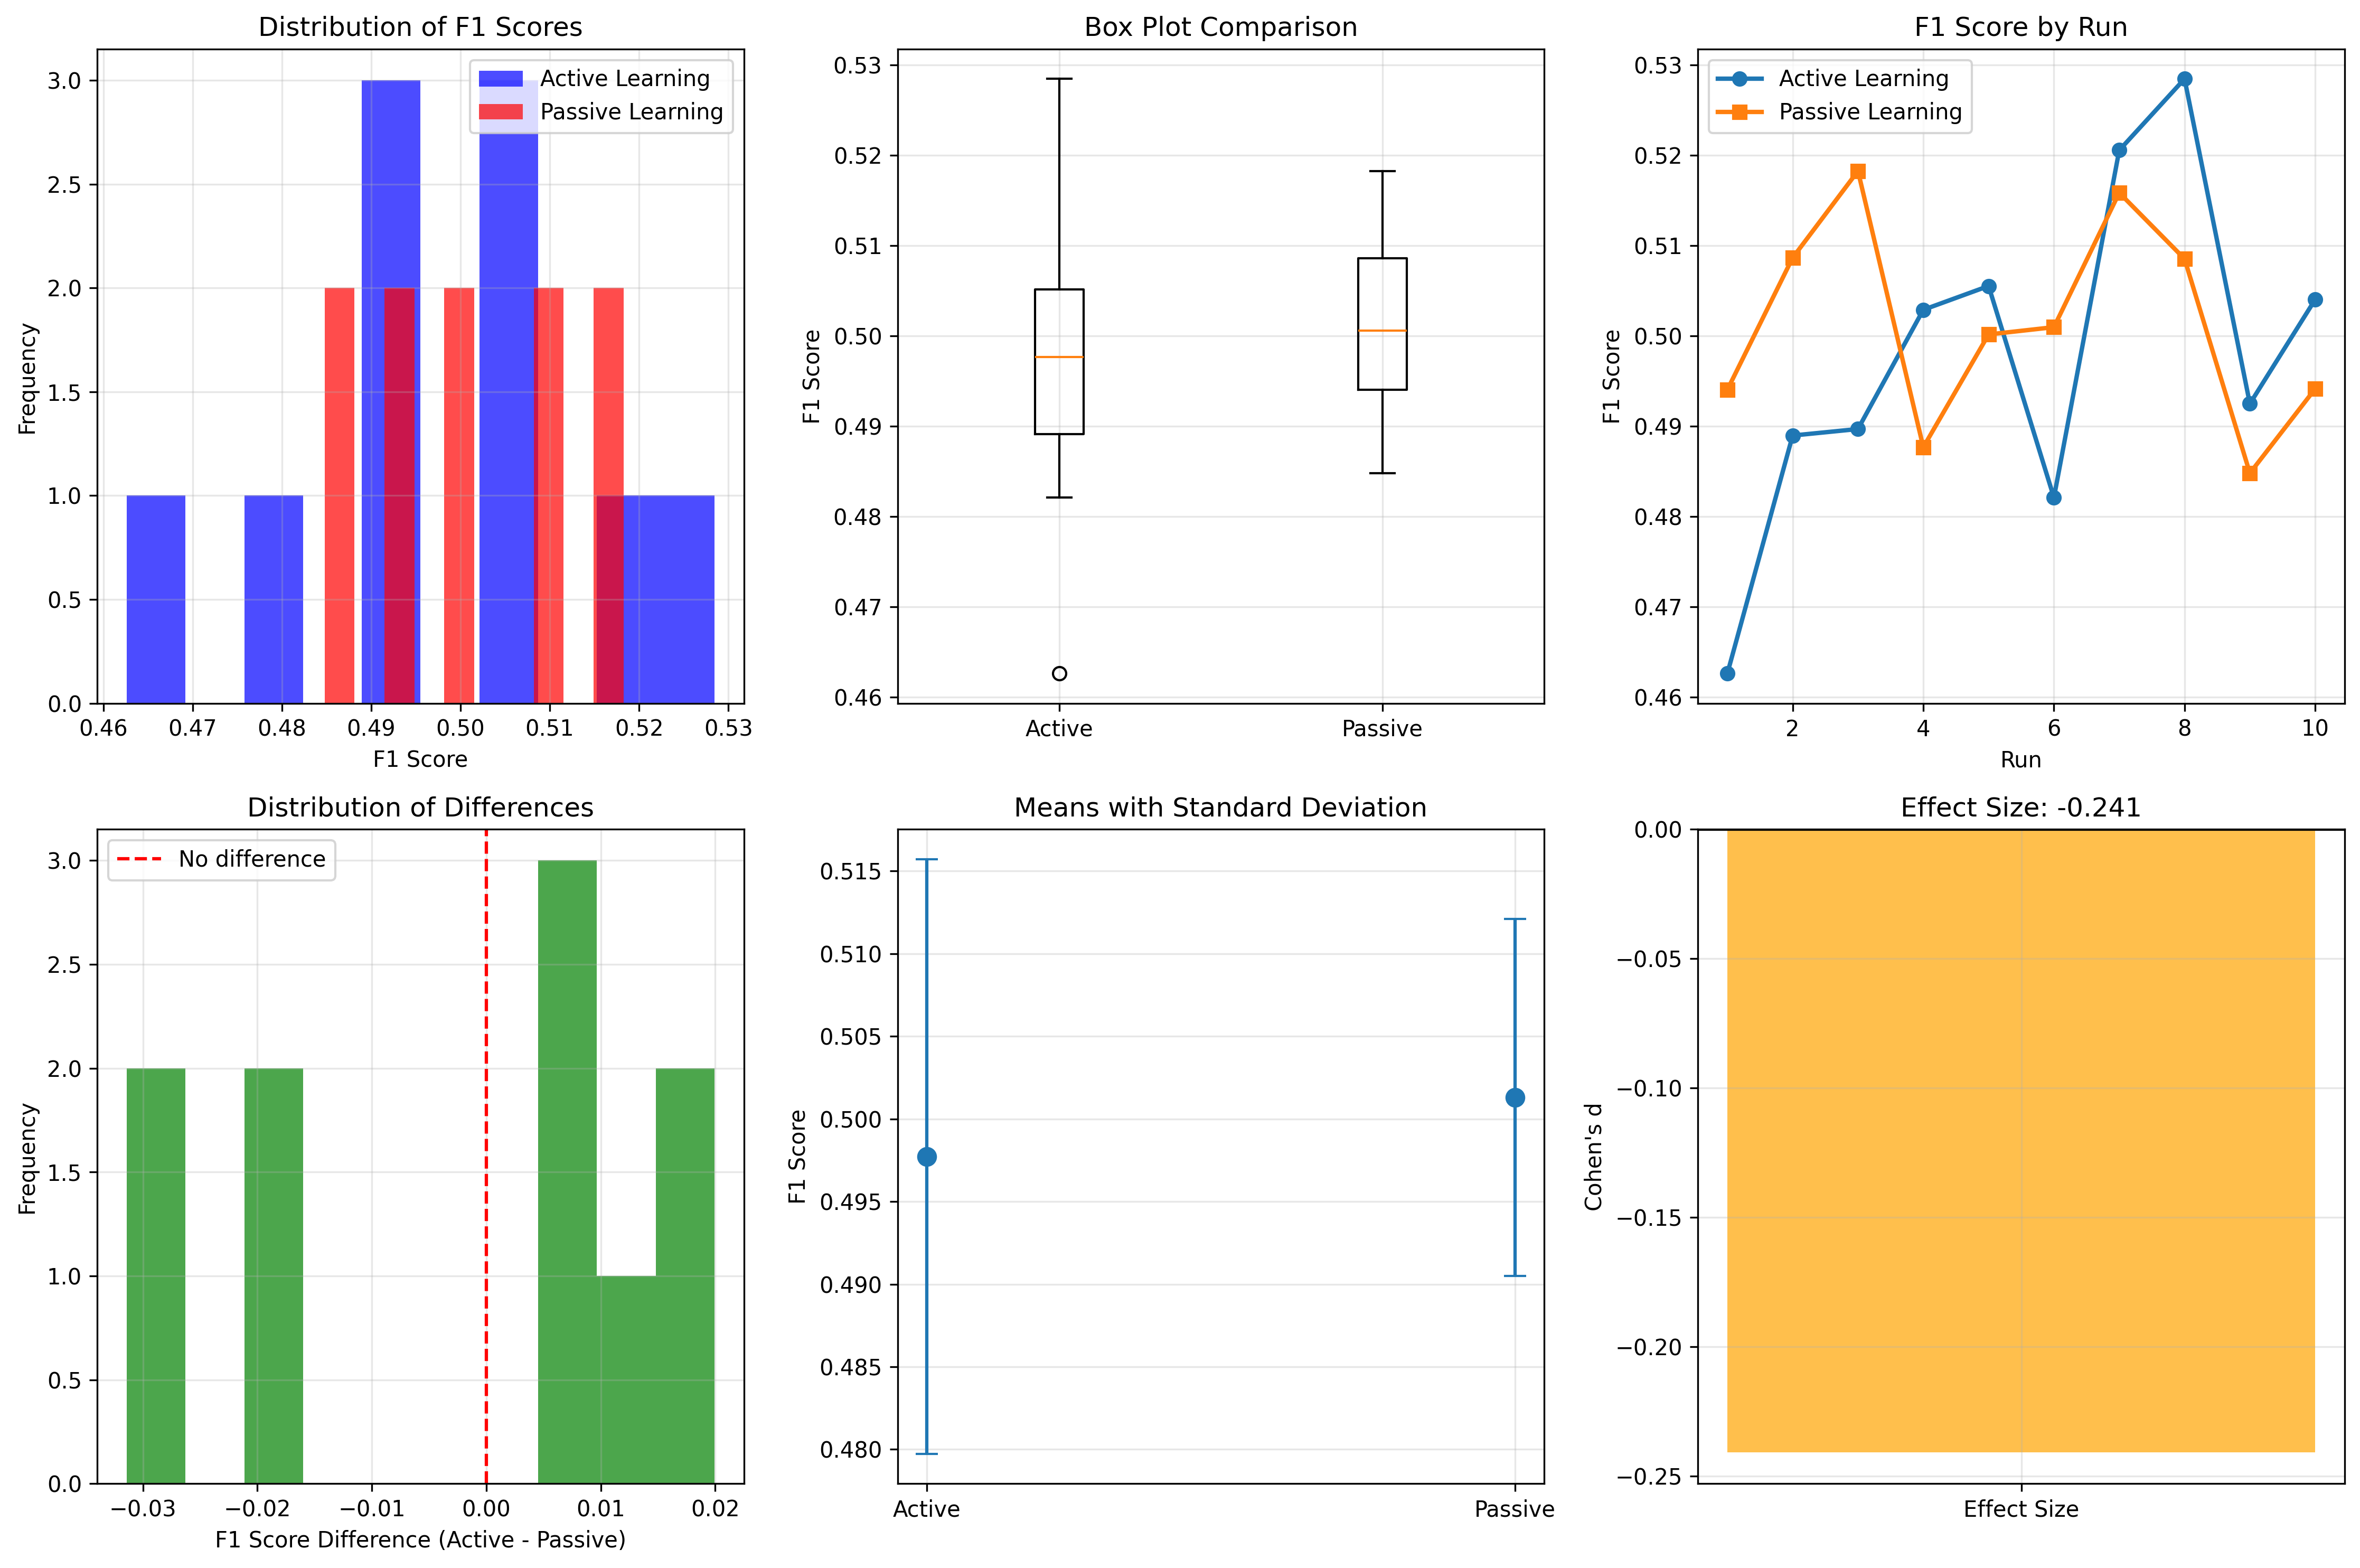 Distribution of F1 Scores
Active Learning
Passive Learning
Frequency
3.0
2.5
2.0
1.5
1.0
0.5
0.0
0.46 0.47 0.48 0.49 0.50 0.51 0.52 0.53
F1 Score
Box Plot Comparison
F1 Score
0.53
0.52
0.51
0.50
0.49
0.48
0.47
0.46
Active Passive
F1 Score by Run
Active Learning
Passive Learning
F1 Score
0.53
0.52
0.51
0.50
0.49
0.48
0.47
0.46
2 4 6 8 10
Run
Distribution of Differences
No difference
Frequency
3.0
2.5
2.0
1.5
1.0
0.5
0.0
−0.03 −0.02 −0.01 0.00 0.01 0.02
F1 Score Difference (Active - Passive)
Means with Standard Deviation
F1 Score
0.515
0.510
0.505
0.500
0.495
0.490
0.485
0.480
Active Passive
Effect Size: -0.241
Cohen's d
0.00
−0.05
−0.10
−0.15
−0.20
−0.25
Effect Size